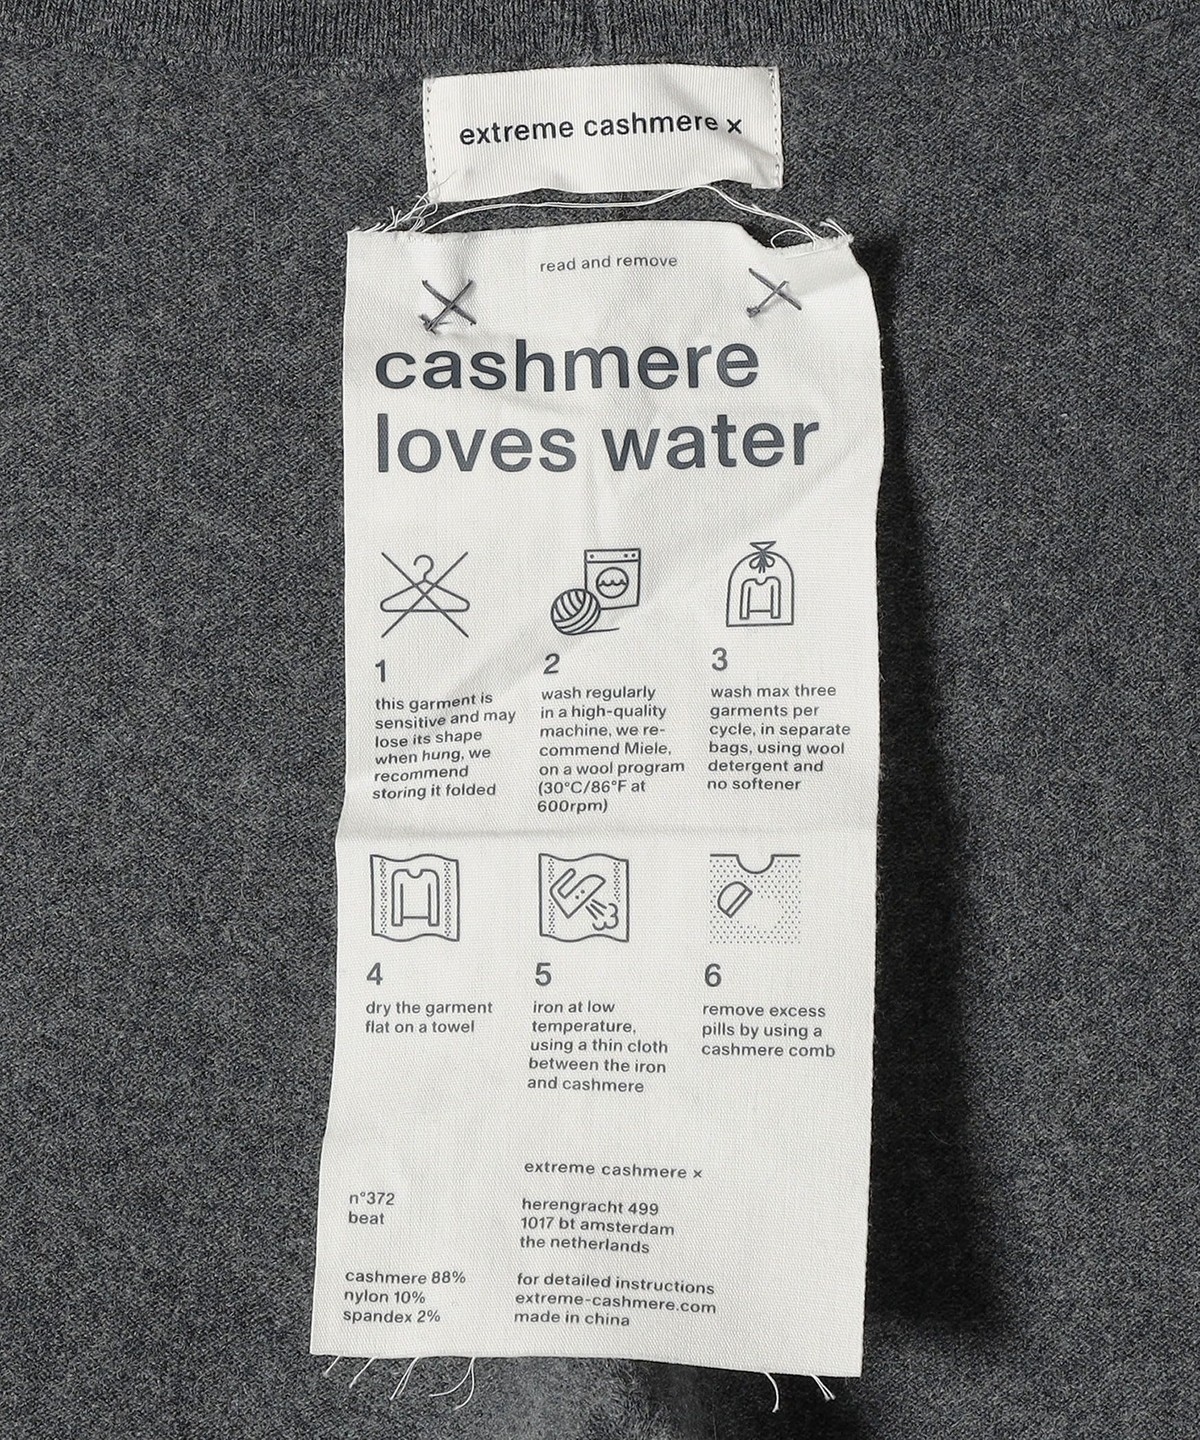 extreme cashmere x
read and remove
cashmere
loves water
1
this garment is
sensitive and may
lose its shape
when hung, we
recommend
storing it folded
2
wash regularly
in a high-quality
machine, we re-
commend Miele,
on a wool program
(30°C/86°F at
600rpm)
3
wash max three
garments per
cycle, in separate
bags, using wool
detergent and
no softener
4
dry the garment
flat on a towel
5
iron at low
temperature,
using a thin cloth
between the iron
and cashmere
6
remove excess
pills by using a
cashmere comb
n°372
beat
cashmere 88%
nylon 10%
spandex 2%
extreme cashmere x
herengracht 499
1017 bt amsterdam
the netherlands
for detailed instructions
extreme-cashmere.com
made in china